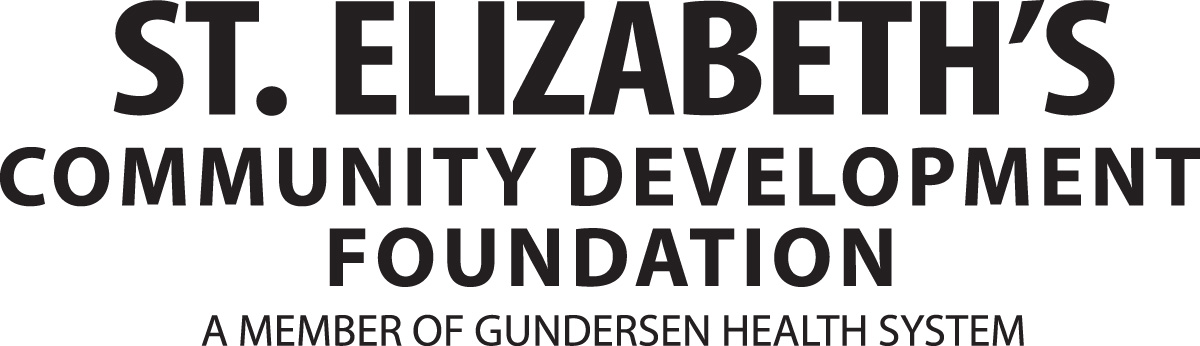 ST. ELIZABETH’S
COMMUNITY DEVELOPMENT
FOUNDATION
A MEMBER OF GUNDERSEN HEALTH SYSTEM